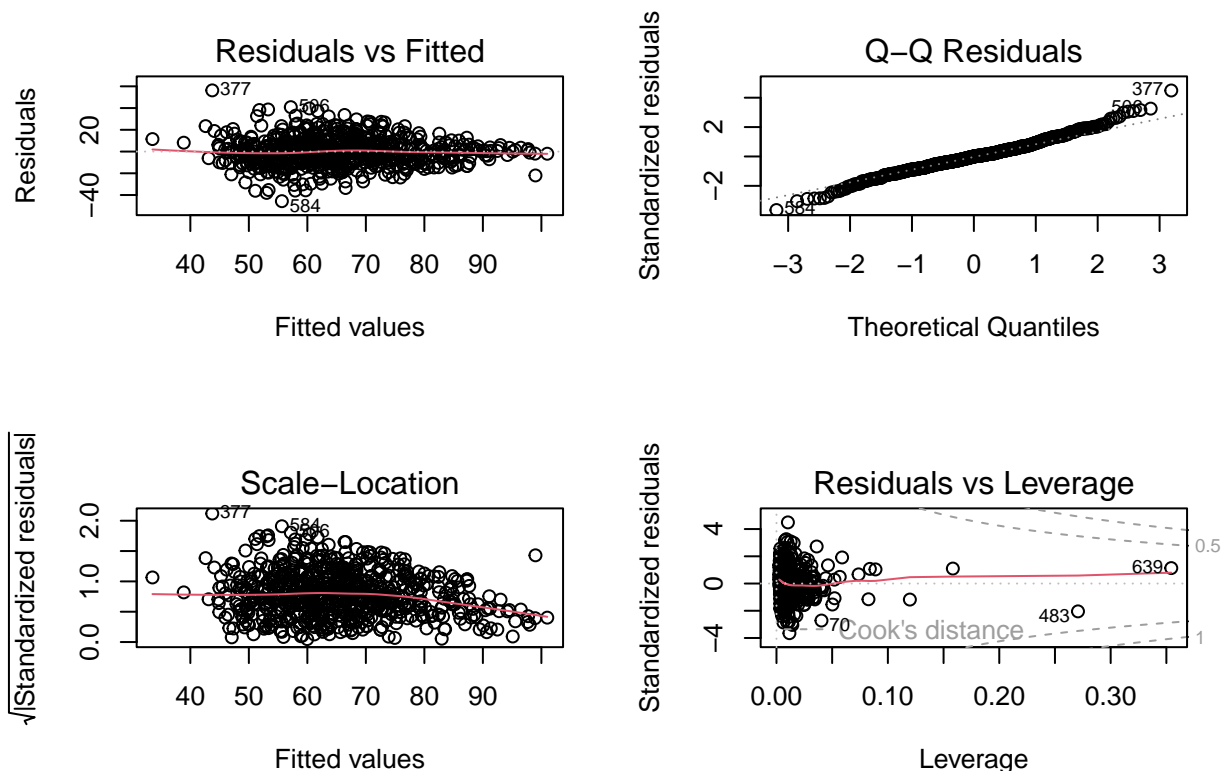 Residuals vs Fitted
Residuals
20
−40
377
506
584
40 50 60 70 80 90
Fitted values
Q−Q Residuals
Standardized residuals
2
−2
377
506
584
−3 −2 −1 0 1 2 3
Theoretical Quantiles
Scale−Location
√|Standardized residuals|
2.0
1.0
0.0
377
584
506
40 50 60 70 80 90
Fitted values
Residuals vs Leverage
Standardized residuals
4
0
−4
0.5
639
483
70
Cook's distance
1
0.00 0.10 0.20 0.30
Leverage